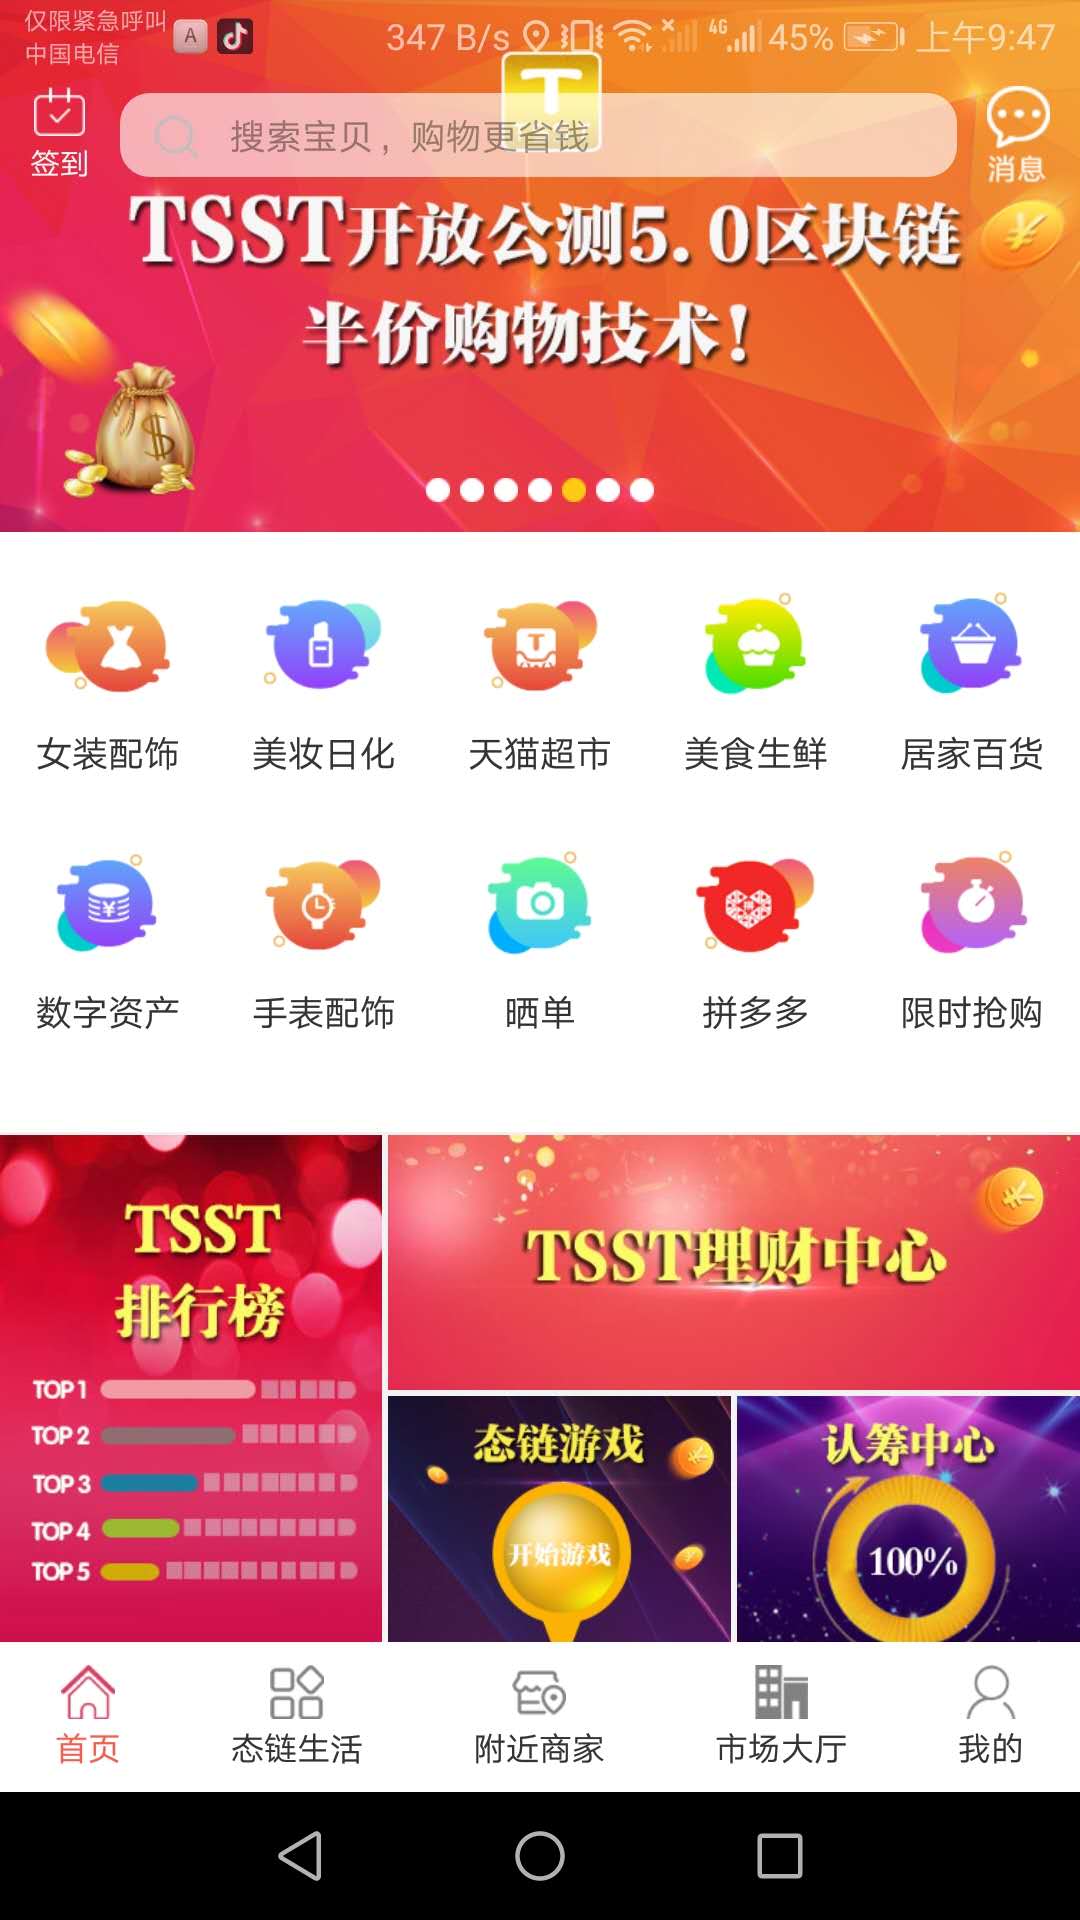 仅限紧急呼叫
中国电信
A
347 B/s
4G
45%
上午9:47
T
签到
搜索宝贝，购物更省钱
消息
TSST开放公测5.0区块链
半价购物技术！
女装配饰
美妆日化
天猫超市
美食生鲜
居家百货
数字资产
手表配饰
晒单
拼多多
限时抢购
TSST
排行榜
TOP 1
TOP 2
TOP 3
TOP 4
TOP 5
TSST理财中心
态链游戏
开始游戏
认筹中心
100%
首页
态链生活
附近商家
市场大厅
我的